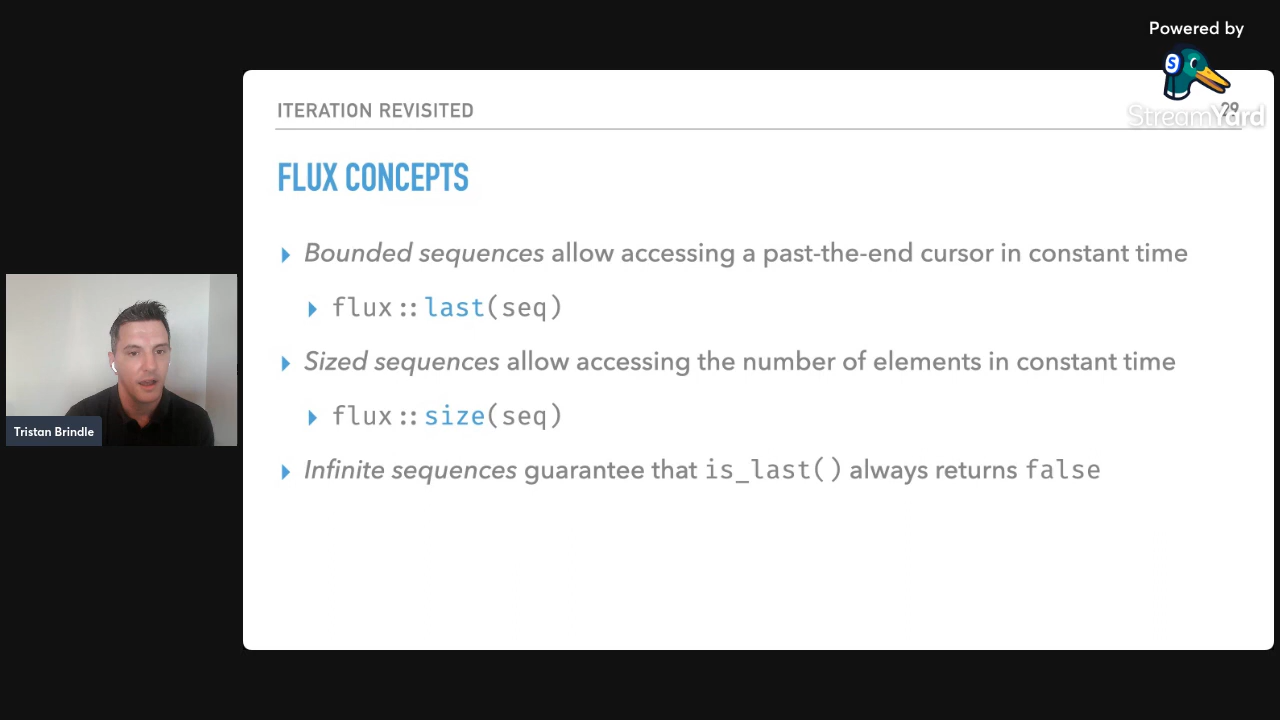 Powered by
S
StreamYard
ITERATION REVISITED
29
FLUX CONCEPTS
Bounded sequences allow accessing a past-the-end cursor in constant time
flux::last(seq)
Sized sequences allow accessing the number of elements in constant time
flux::size(seq)
Infinite sequences guarantee that is_last() always returns false
Tristan Brindle